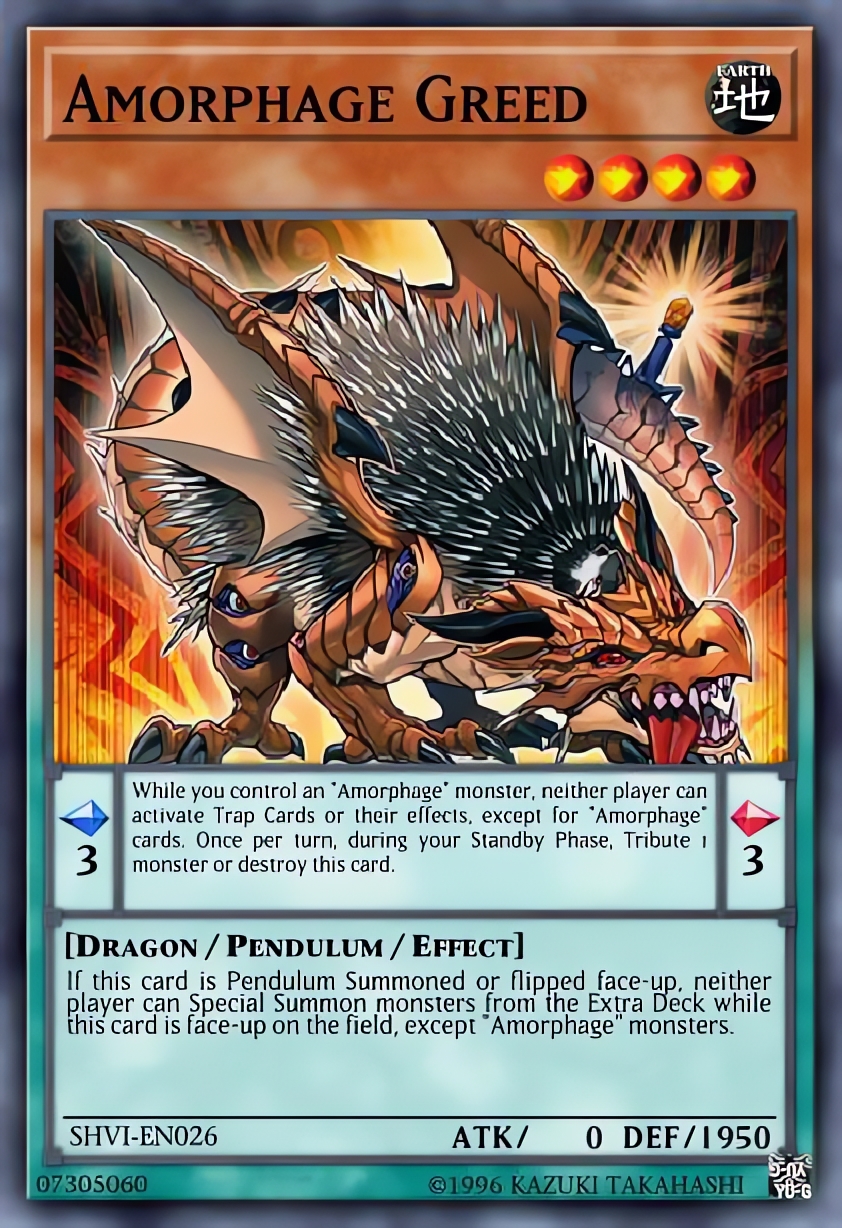 AMORPHAGE GREED
EARTH
地
While you control an "Amorphage" monster, neither player can
activate Trap Cards or their effects, except for "Amorphage"
cards. Once per turn, during your Standby Phase, Tribute 1
monster or destroy this card.
3
3
[DRAGON / PENDULUM / EFFECT]
If this card is Pendulum Summoned or flipped face-up, neither
player can Special Summon monsters from the Extra Deck while
this card is face-up on the field, except "Amorphage" monsters.
SHVI-EN026
ATK/ 0 DEF/1950
07305060
©1996 KAZUKI TAKAHASHI